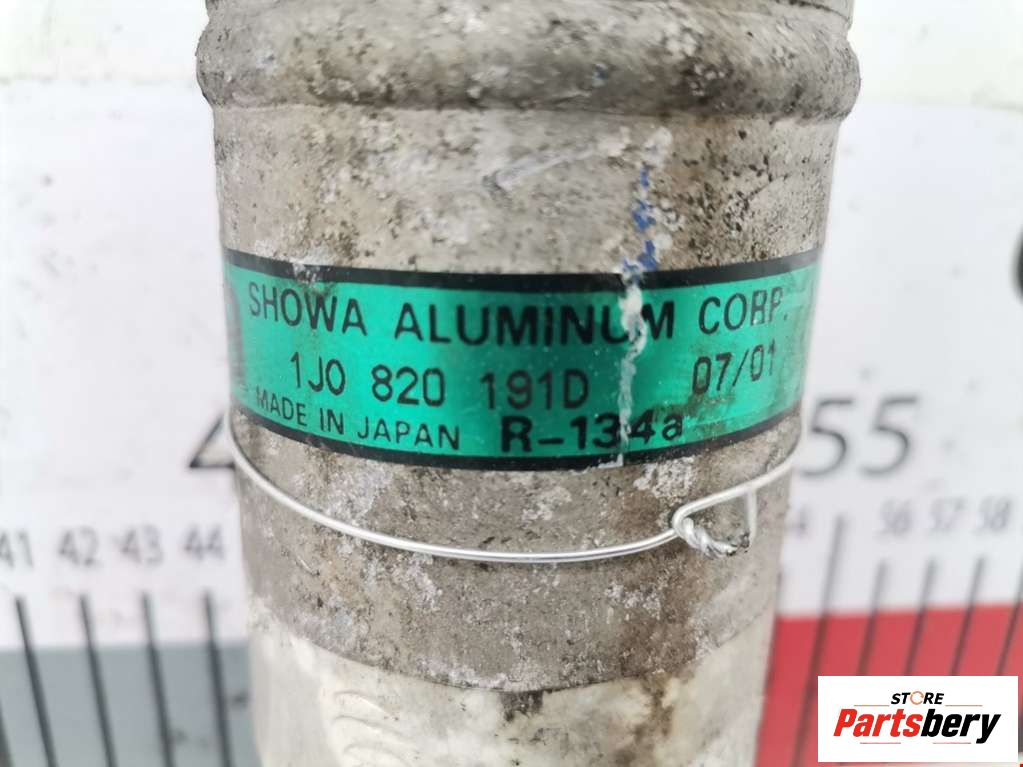 SHOWA ALUMINUM CORP.
1J0 820 191D 07/01
MADE IN JAPAN R-134a
55
41 42 43 44 56 57 58
STORE
Partsbery